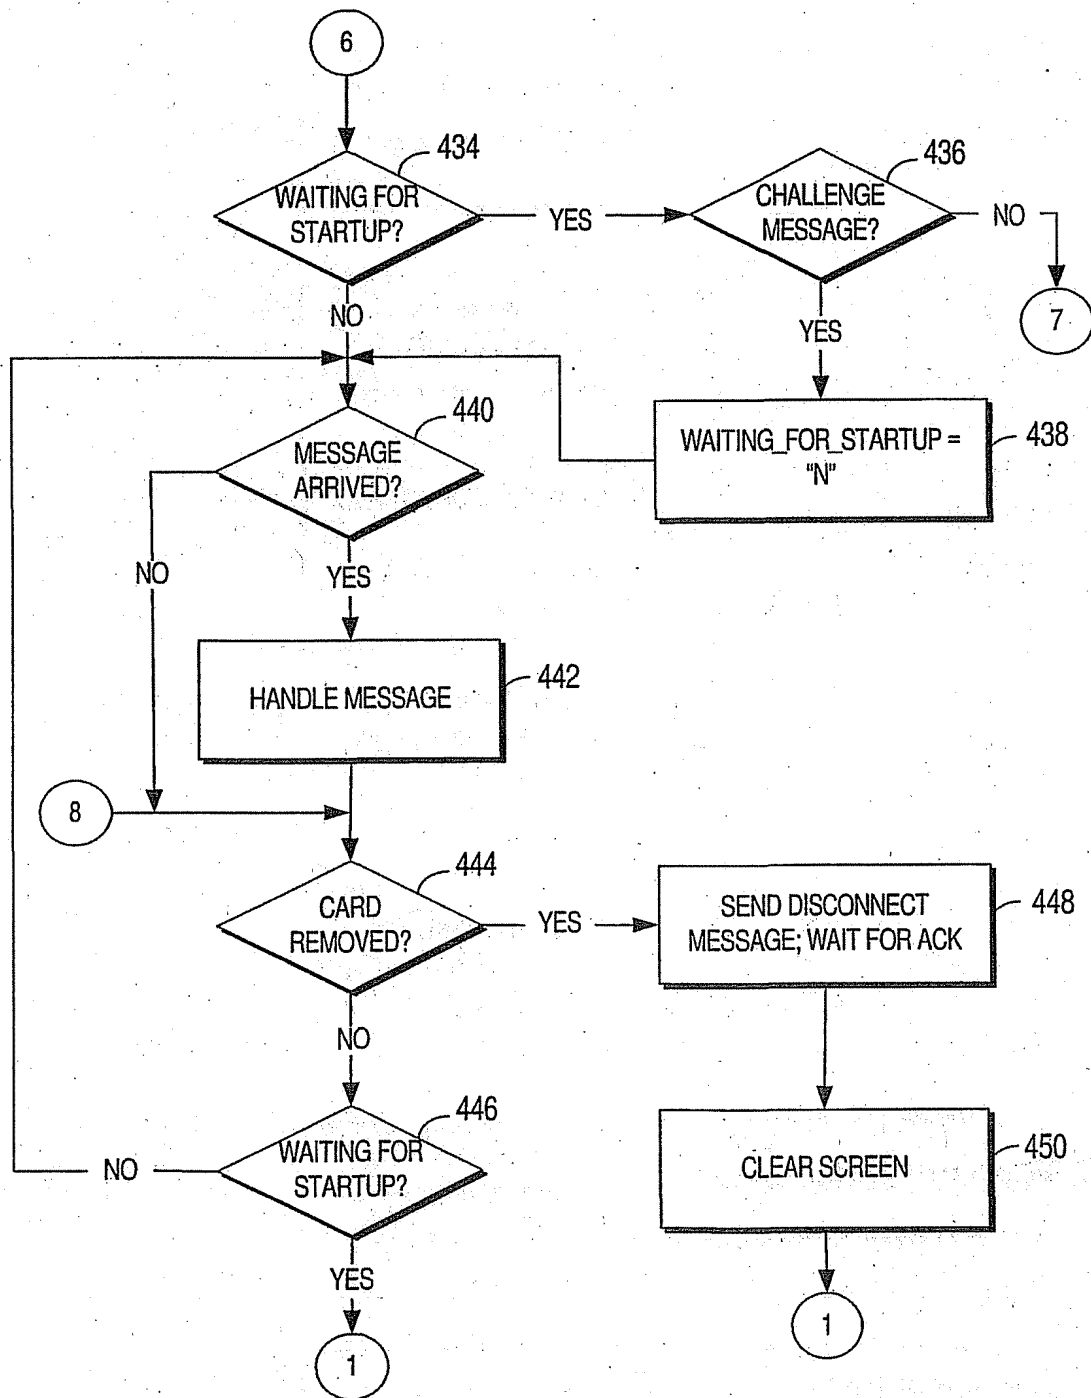 6
434
WAITING FOR
STARTUP?
YES
436
CHALLENGE
MESSAGE?
NO
7
NO
YES
440
MESSAGE
ARRIVED?
WAITING_FOR_STARTUP =
"N"
438
NO
YES
HANDLE MESSAGE
442
8
444
CARD
REMOVED?
YES
SEND DISCONNECT
MESSAGE; WAIT FOR ACK
448
NO
446
WAITING FOR
STARTUP?
NO
CLEAR SCREEN
450
YES
1
1